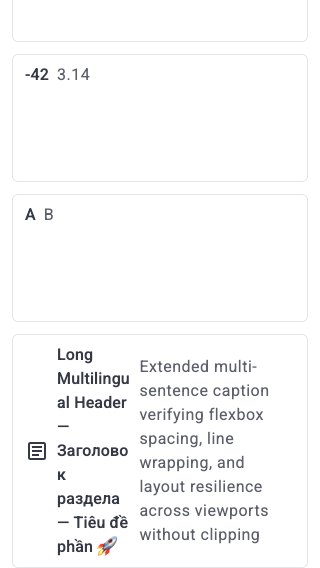 -42 3.14
A B
Long
Multilingu
al Header
—
Заголово
к
раздела
— Tiêu đề
phần 🚀
Extended multi-
sentence caption
verifying flexbox
spacing, line
wrapping, and
layout resilience
across viewports
without clipping